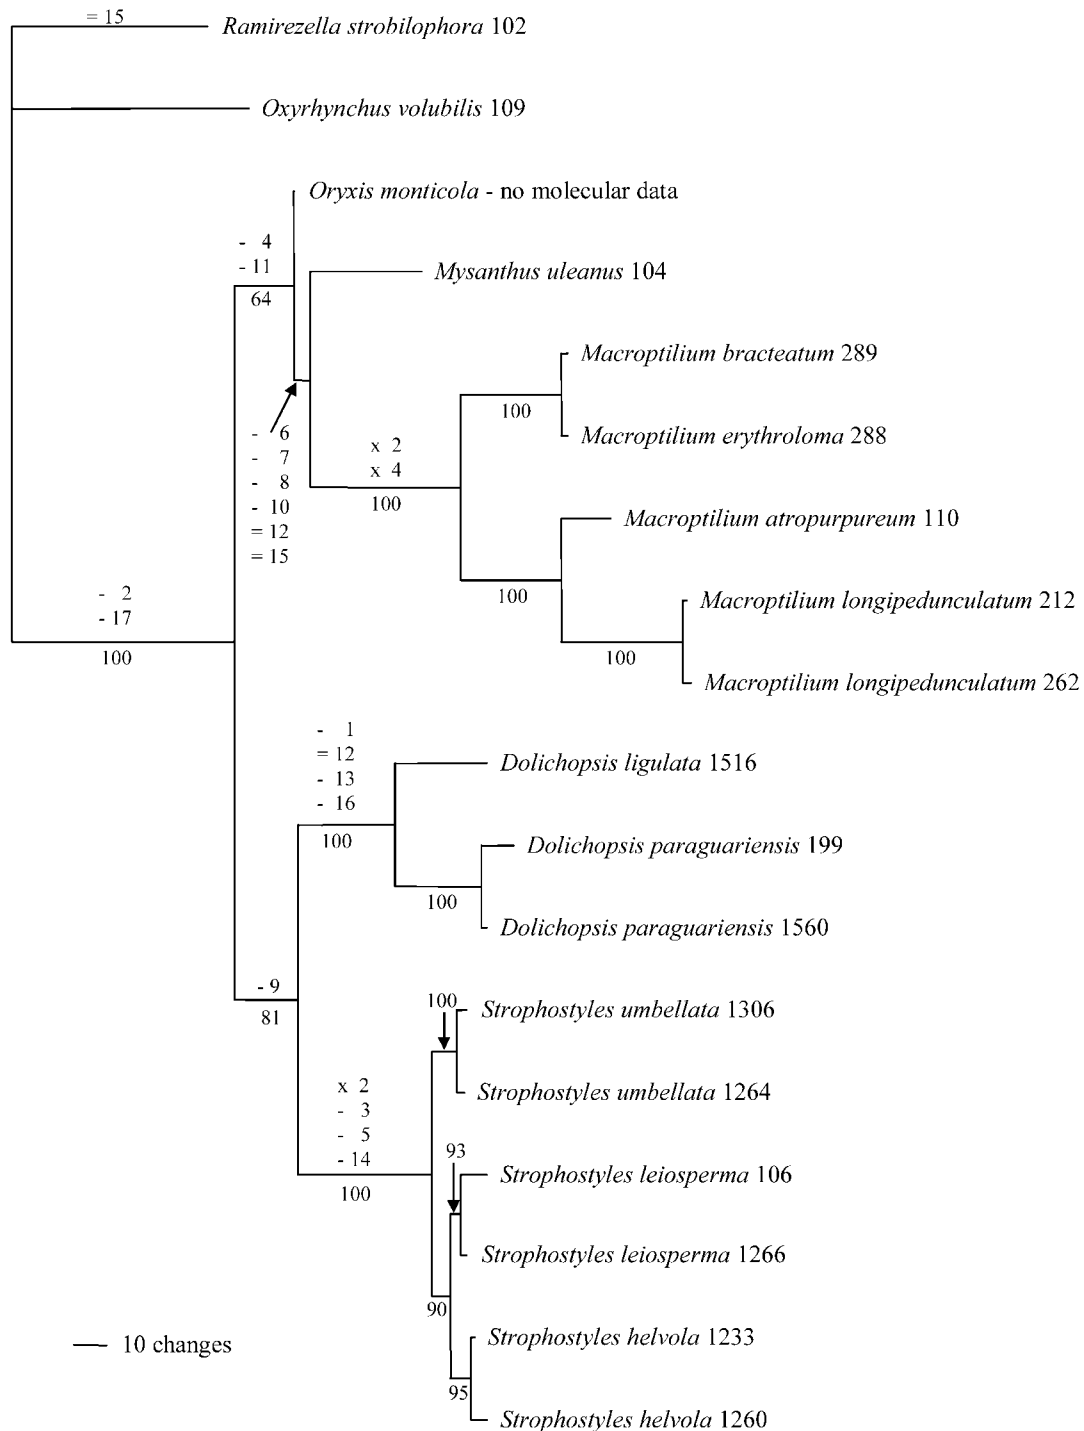 = 15
Ramirezella strobilophora 102
Oxyrhynchus volubilis 109
Oryxis monticola - no molecular data
- 4
- 11
64
Mysanthus uleanus 104
Macroptilium bracteatum 289
100
Macroptilium erythroloma 288
- 6
- 7
- 8
- 10
= 12
= 15
x 2
x 4
100
Macroptilium atropurpureum 110
100
Macroptilium longipedunculatum 212
100
Macroptilium longipedunculatum 262
- 2
- 17
100
- 1
= 12
- 13
- 16
100
Dolichopsis ligulata 1516
Dolichopsis paraguariensis 199
100
Dolichopsis paraguariensis 1560
- 9
81
100
Strophostyles umbellata 1306
Strophostyles umbellata 1264
x 2
- 3
- 5
- 14
100
93
Strophostyles leiosperma 106
Strophostyles leiosperma 1266
90
Strophostyles helvola 1233
95
Strophostyles helvola 1260
10 changes